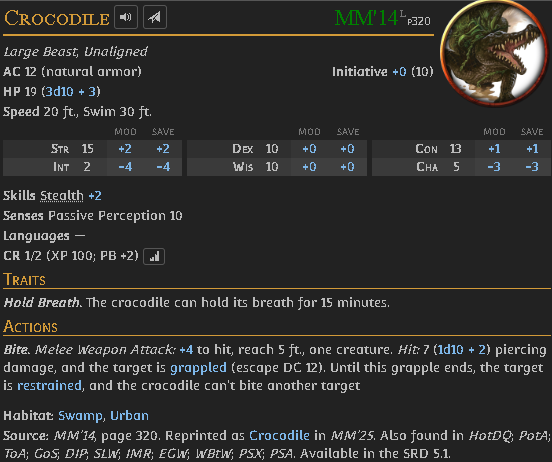 Crocodile MM'14 L p320
Large Beast, Unaligned
AC 12 (natural armor) Initiative +0 (10)
HP 19 (3d10 + 3)
Speed 20 ft., Swim 30 ft.
MOD SAVE MOD SAVE MOD SAVE
Str 15 +2 +2 Dex 10 +0 +0 Con 13 +1 +1
Int 2 −4 −4 Wis 10 +0 +0 Cha 5 −3 −3
Skills Stealth +2
Senses Passive Perception 10
Languages —
CR 1/2 (XP 100; PB +2)
Traits
Hold Breath. The crocodile can hold its breath for 15 minutes.
Actions
Bite. Melee Weapon Attack: +4 to hit, reach 5 ft., one creature. Hit: 7 (1d10 + 2) piercing
damage, and the target is grappled (escape DC 12). Until this grapple ends, the target
is restrained, and the crocodile can't bite another target
Habitat: Swamp, Urban
Source: MM'14, page 320. Reprinted as Crocodile in MM'25. Also found in HotDQ; PotA;
ToA; GoS; DIP; SLW; IMR; EGW; WBtW; PSX; PSA. Available in the SRD 5.1.